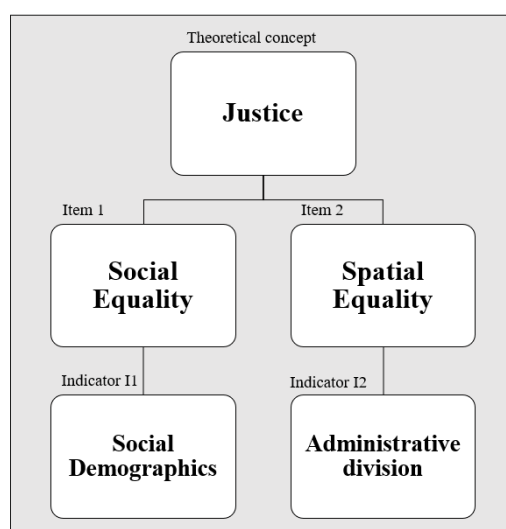 Theoretical concept
Justice
Item 1
Item 2
Social
Equality
Spatial
Equality
Indicator I1
Indicator I2
Social
Demographics
Administrative
division